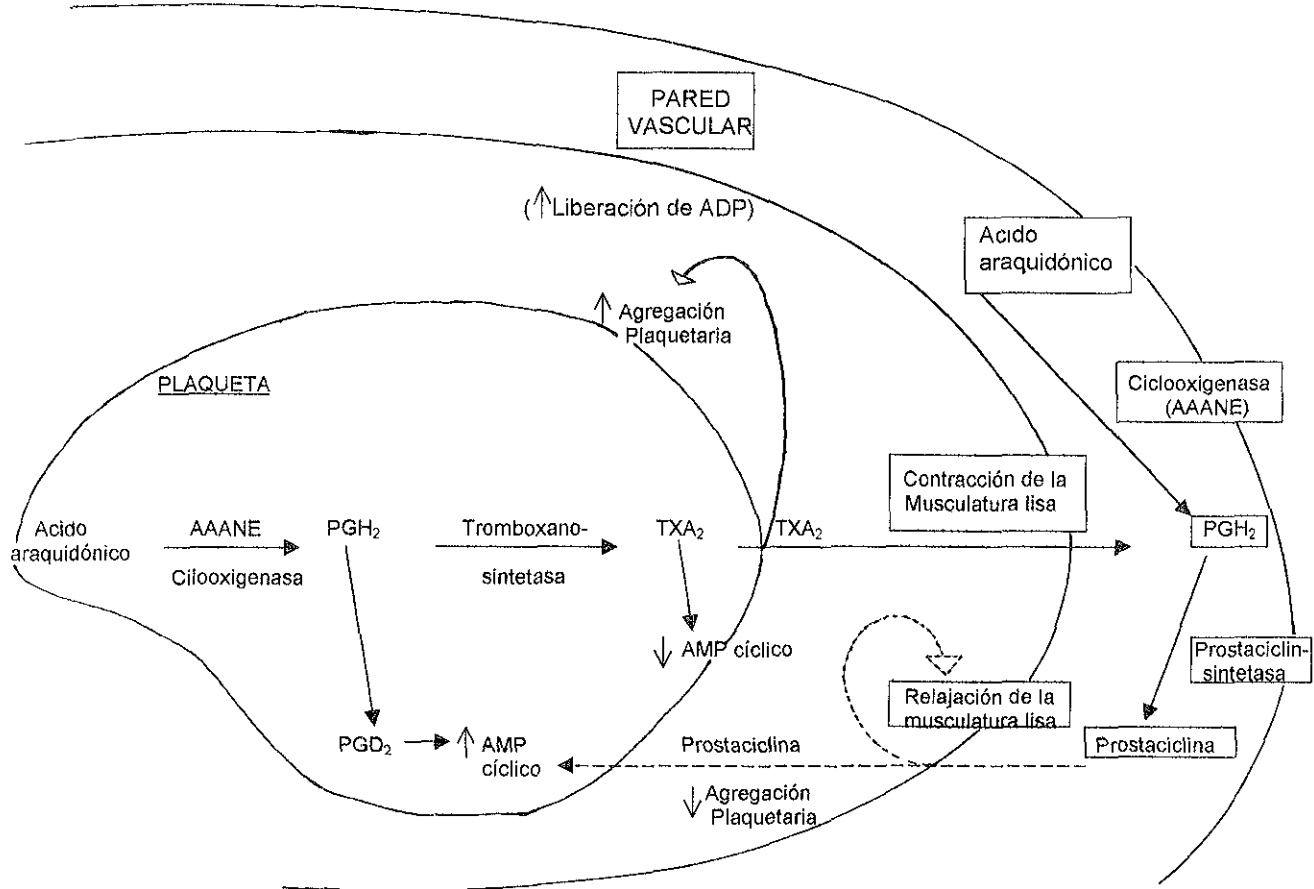 PARED
VASCULAR
(↑Liberación de ADP)
Acido
araquidónico
↑ Agregación
Plaquetaria
PLAQUETA
Ciclooxigenasa
(AAANE)
Contracción de la
Musculatura lisa
Acido
araquidónico
AAANE
Cilooxigenasa
PGH₂
Tromboxano-
sintetasa
TXA₂
TXA₂
PGH₂
↓ AMP cíclico
Prostaciclin-
sintetasa
Relajación de la
musculatura lisa
PGD₂
↑ AMP
cíclico
Prostaciclina
Prostaciclina
↓ Agregación
Plaquetaria